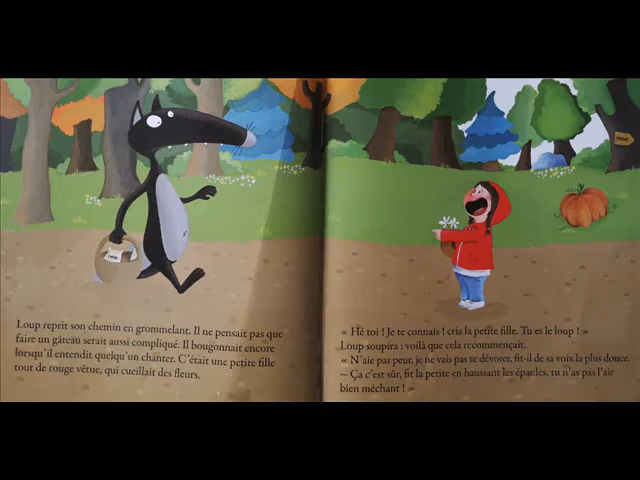 Loup reprit son chemin en grommelant. Il ne pensait pas que
faire un gâteau serait aussi compliqué. Il bougonnait encore
lorsqu'il entendit quelqu'un chanter. C'était une petite fille
tout de rouge vêtue, qui cueillait des fleurs.
« Hé toi ! Je te connais ! cria la petite fille. Tu es le loup ! »
Loup soupira : voilà que cela recommençait.
« N'aie pas peur, je ne vais pas te dévorer, fit-il de sa voix la plus douce.
– Ça c'est sûr, fit la petite en haussant les épaules, tu n'as pas l'air
bien méchant ! »